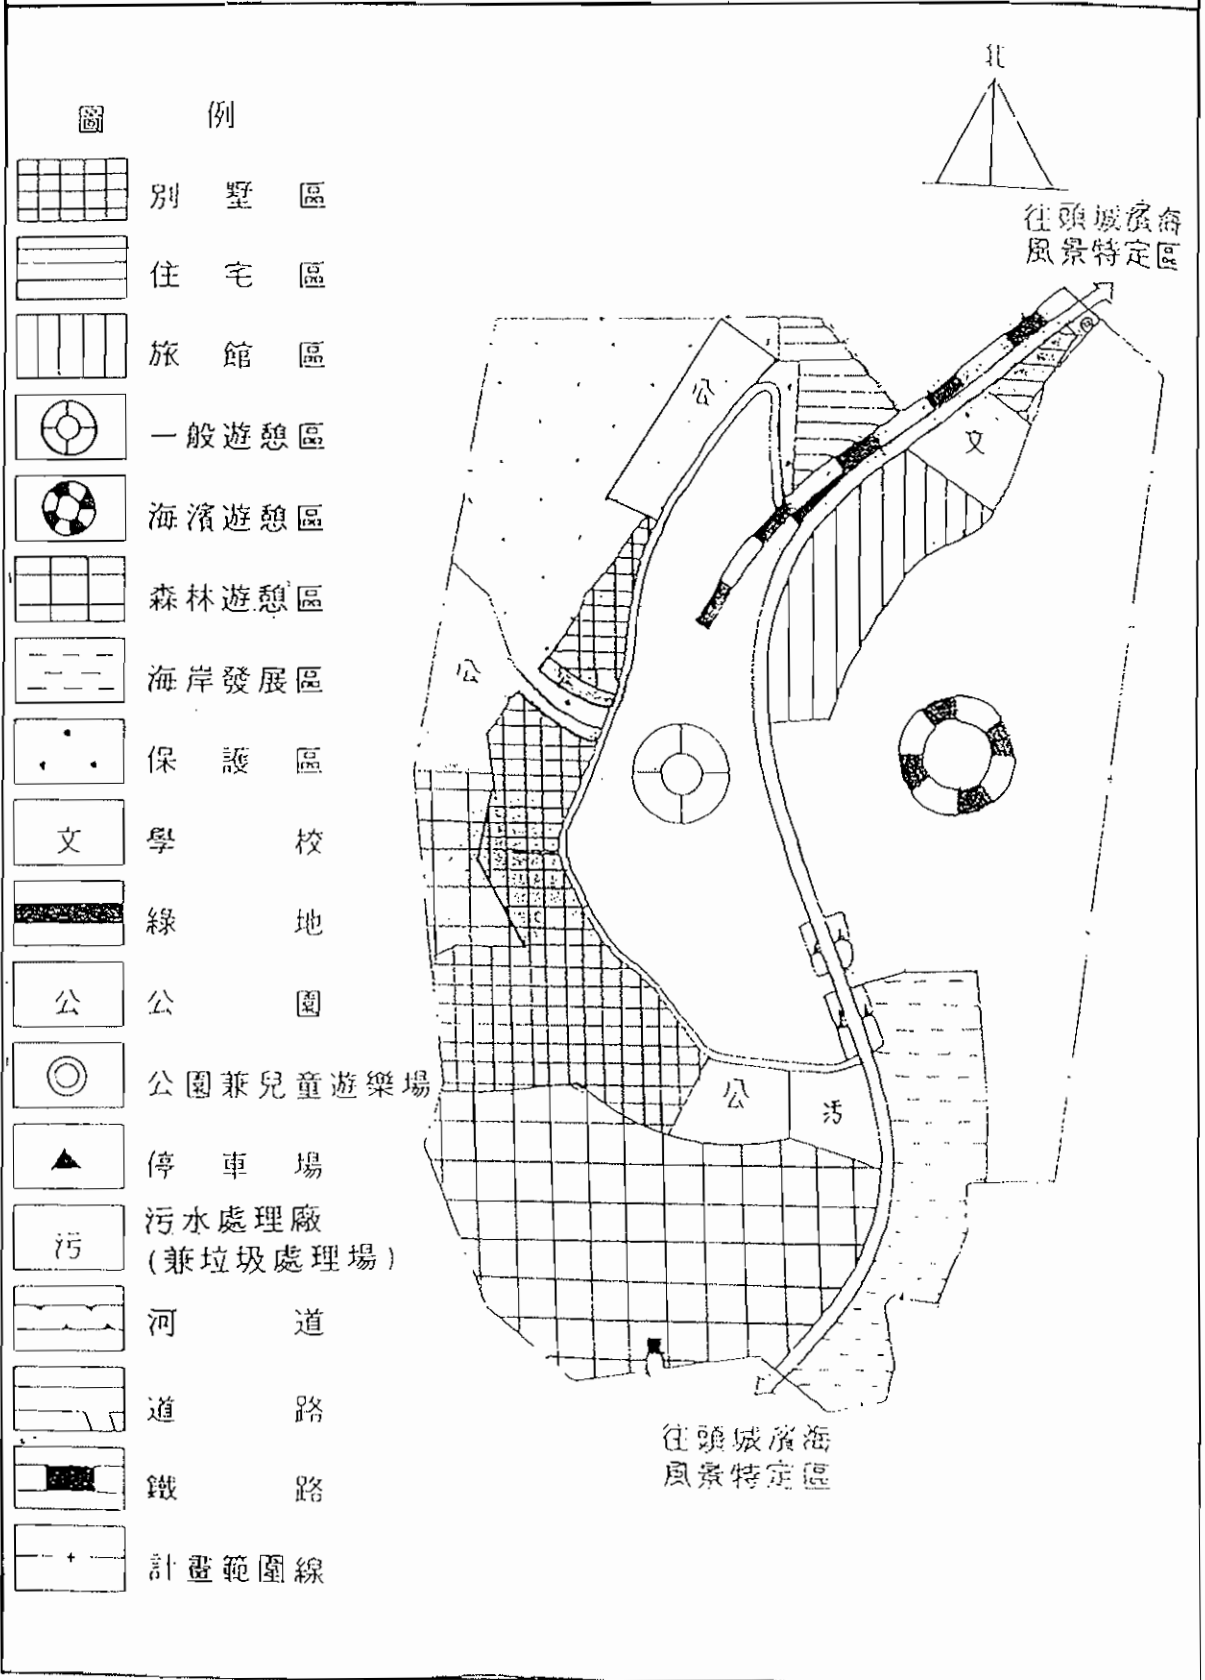 圖例
別墅區
住宅區
旅館區
一般遊憩區
海濱遊憩區
森林遊憩區
海岸發展區
保護區
文 學校
綠地
公 公園
公園兼兒童遊樂場
停車場
污 污水處理廠
(兼垃圾處理場)
河道
道路
鐵路
計畫範圍線
北
往頭城濱海
風景特定區
公
文
公
公
污
往頭城濱海
風景特定區